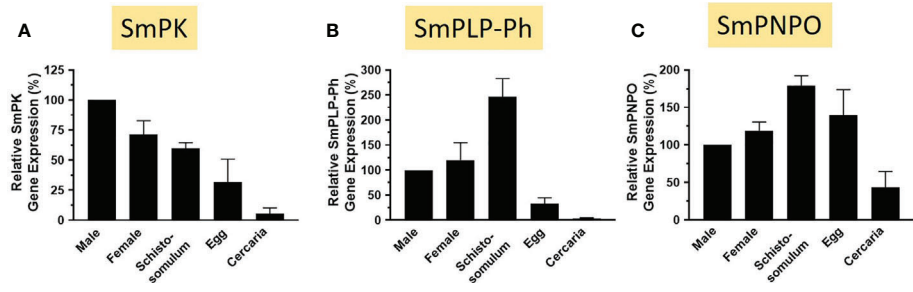 A
SmPK
Relative SmPK
Gene Expression (%)
125
100
75
50
25
0
Male
Female
Schisto-
somulum
Egg
Cercaria
B
SmPLP-Ph
Relative SmPLP-Ph
Gene Expression (%)
300
250
200
150
100
50
0
Male
Female
Schisto-
somulum
Egg
Cercaria
C
SmPNPO
Relative SmPNPO
Gene Expression (%)
200
150
100
50
0
Male
Female
Schisto-
somulum
Egg
Cercaria